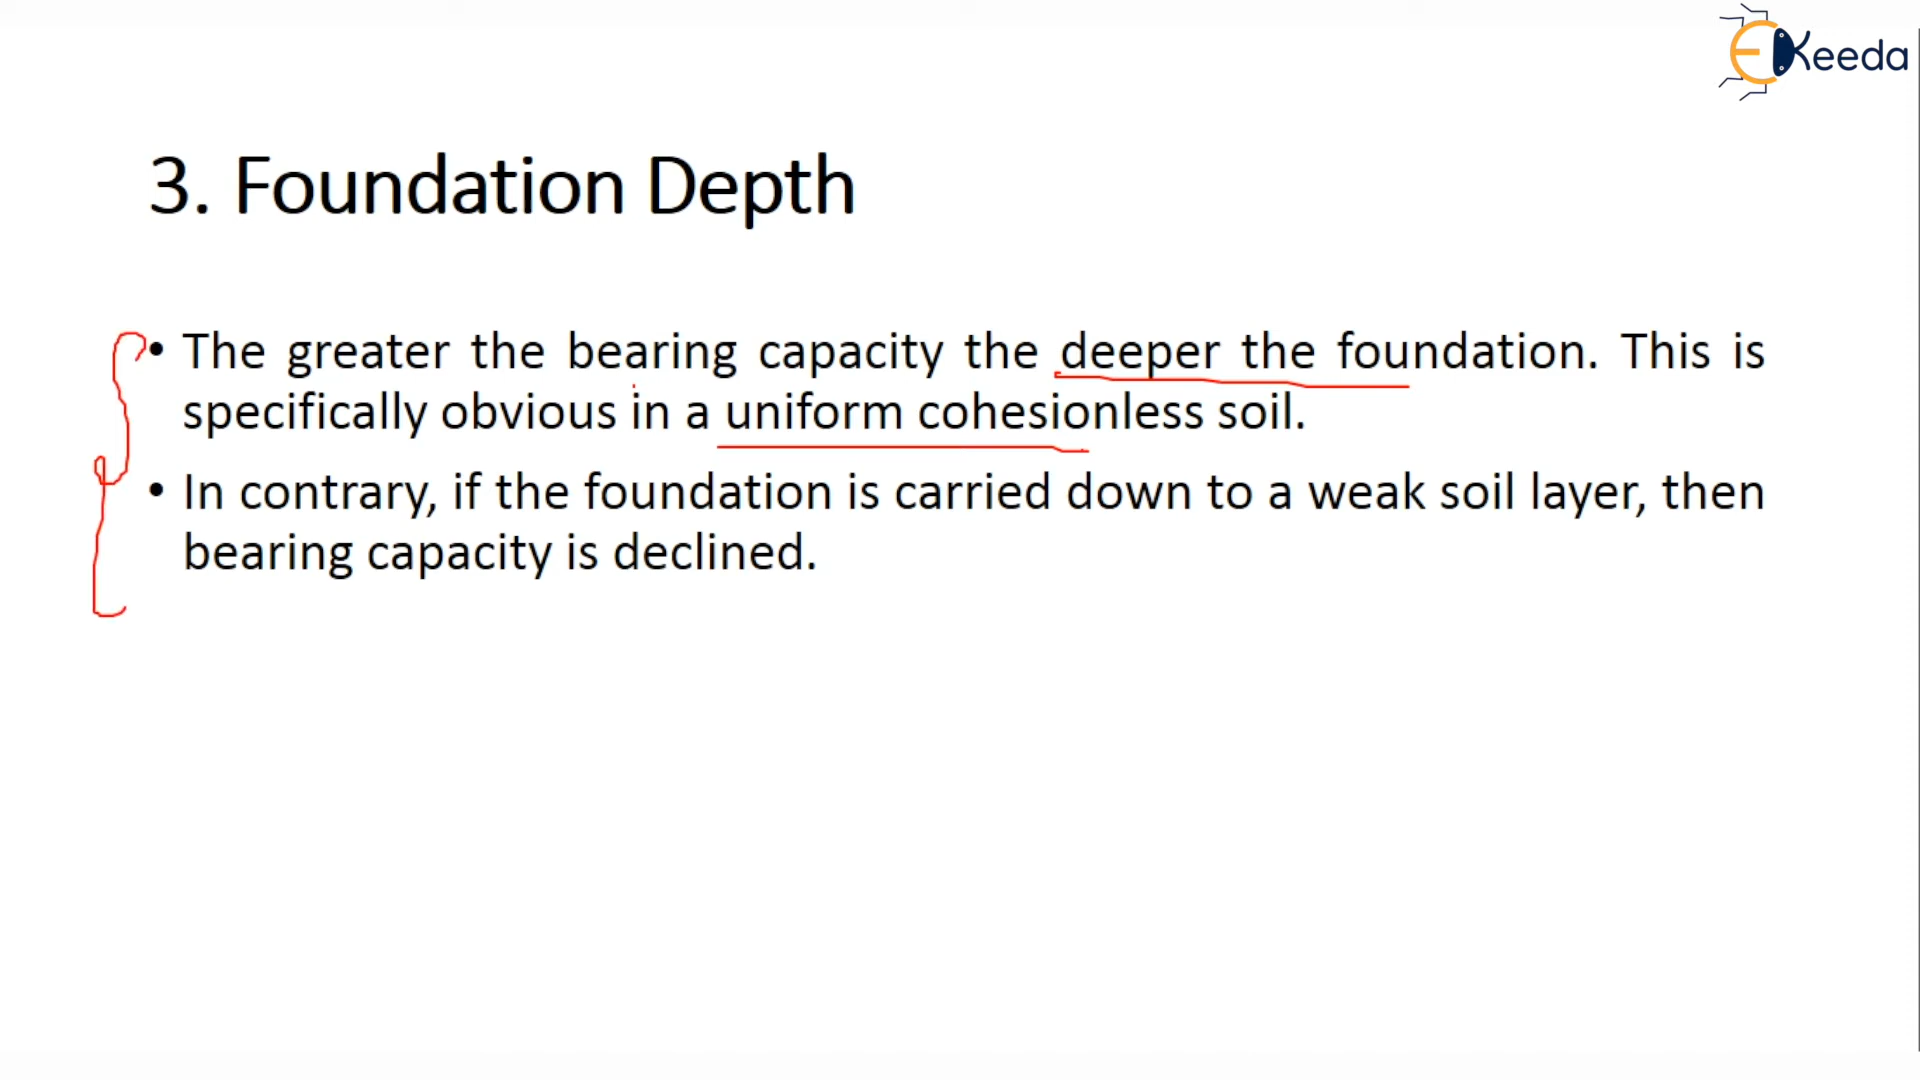 EKeeda
3. Foundation Depth
• The greater the bearing capacity the deeper the foundation. This is
specifically obvious in a uniform cohesionless soil.
• In contrary, if the foundation is carried down to a weak soil layer, then
bearing capacity is declined.